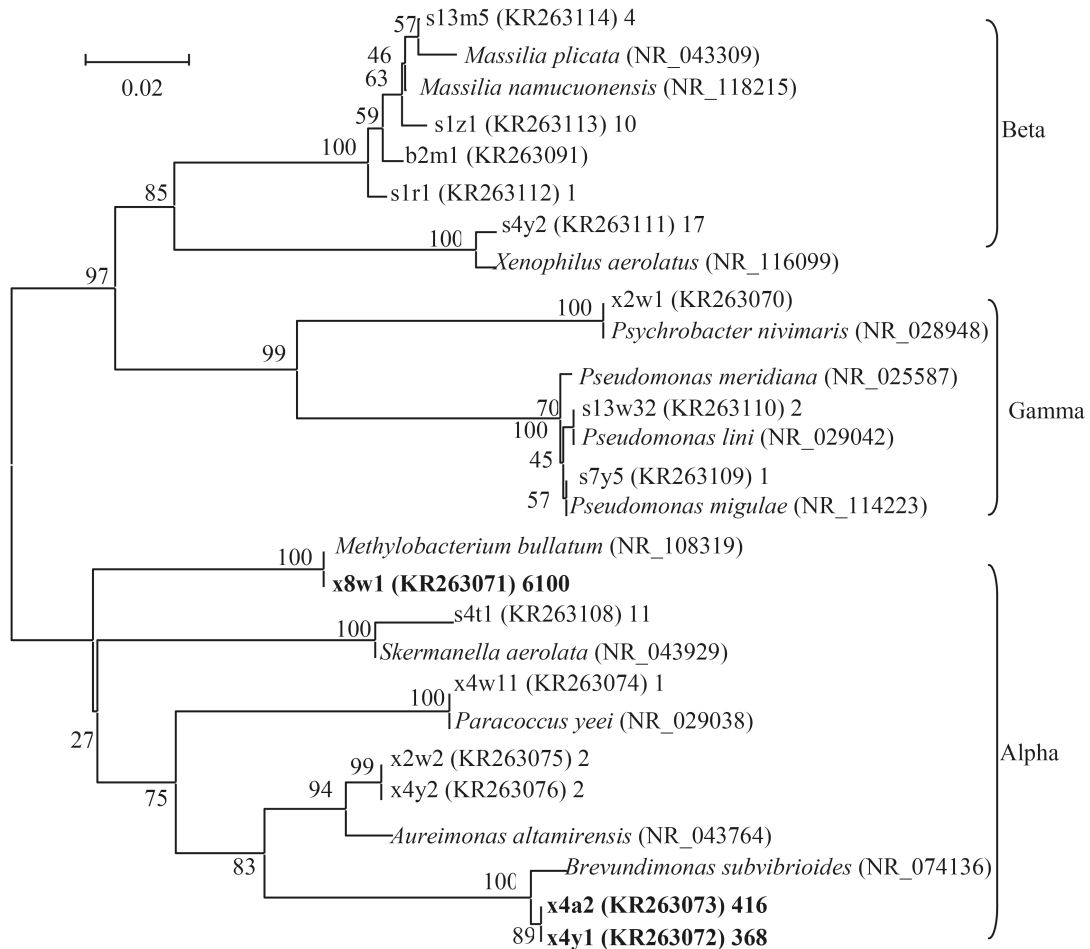 57 s13m5 (KR263114) 4
46 Massilia plicata (NR_043309)
0.02
63 Massilia namucuonensis (NR_118215)
59 s1z1 (KR263113) 10
Beta
100 b2m1 (KR263091)
85 s1r1 (KR263112) 1
100 s4y2 (KR263111) 17
97 Xenophilus aerolatus (NR_116099)
100 x2w1 (KR263070)
Psychrobacter nivimaris (NR_028948)
99
Pseudomonas meridiana (NR_025587)
70 s13w32 (KR263110) 2
Gamma
100 Pseudomonas lini (NR_029042)
45
s7y5 (KR263109) 1
57 Pseudomonas migulae (NR_114223)
100 Methylobacterium bullatum (NR_108319)
x8w1 (KR263071) 6100
100 s4t1 (KR263108) 11
Skermanella aerolata (NR_043929)
100 x4w11 (KR263074) 1
Paracoccus yeei (NR_029038)
27
Alpha
99 x2w2 (KR263075) 2
75 94 x4y2 (KR263076) 2
Aureimonas altamirensis (NR_043764)
83 Brevundimonas subvibrioides (NR_074136)
100
x4a2 (KR263073) 416
89 x4y1 (KR263072) 368